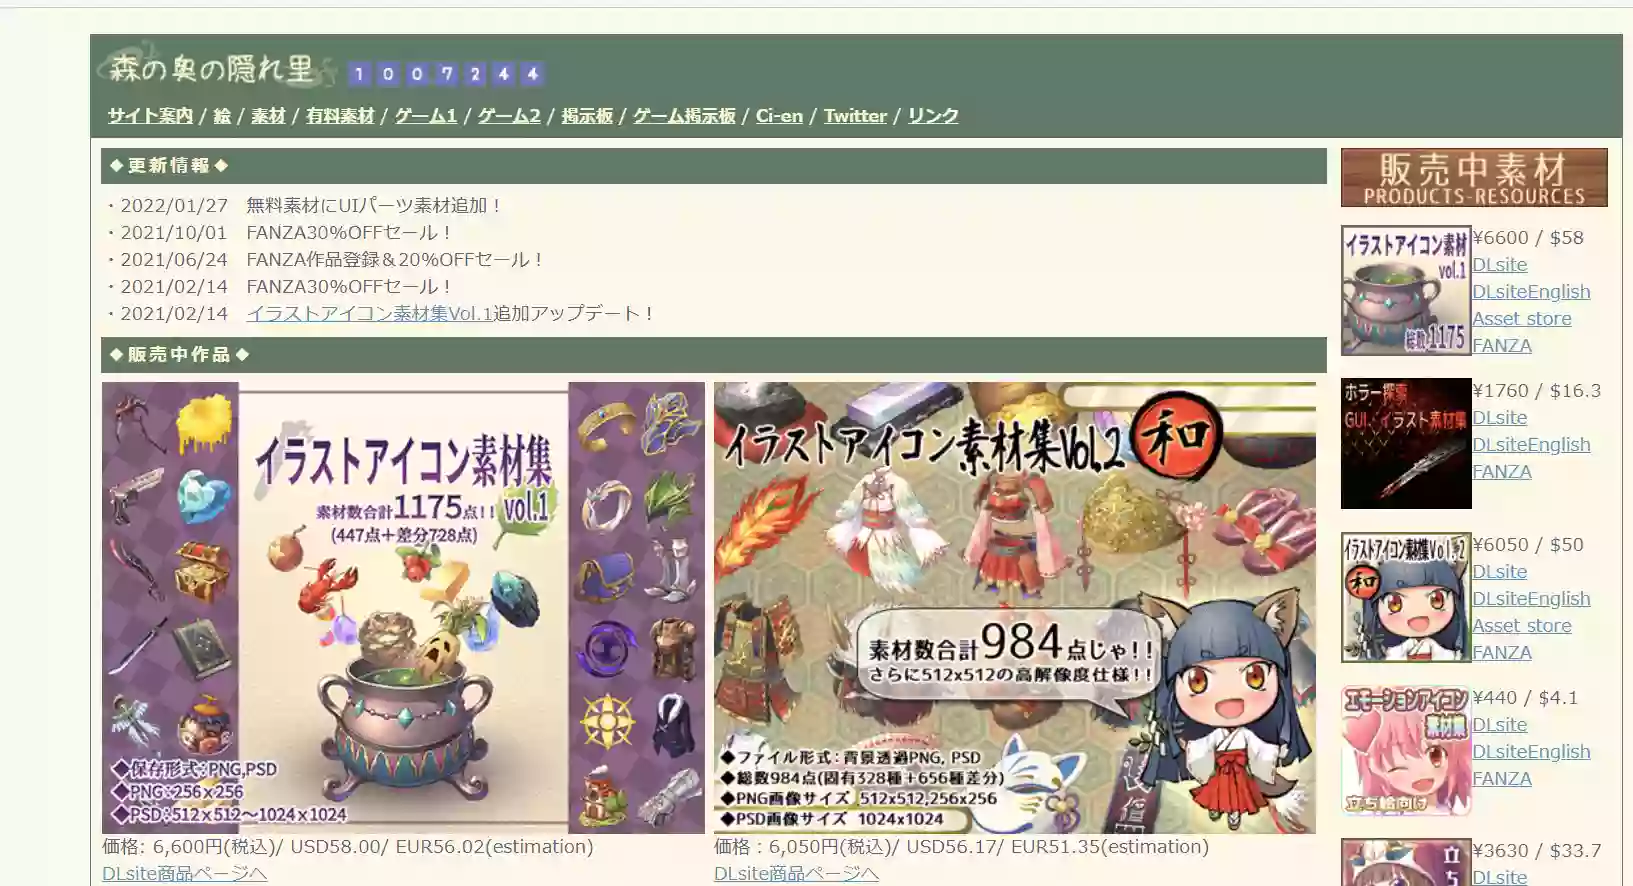 森の奥の隠れ里 1007244
サイト案内 / 絵 / 素材 / 有料素材 / ゲーム1 / ゲーム2 / 掲示板 / ゲーム掲示板 / Ci-en / Twitter / リンク
◆更新情報◆
・2022/01/27 無料素材にUIパーツ素材追加！
・2021/10/01 FANZA30%OFFセール！
・2021/06/24 FANZA作品登録＆20%OFFセール！
・2021/02/14 FANZA30%OFFセール！
・2021/02/14 イラストアイコン素材集Vol.1追加アップデート！
◆販売中作品◆
イラストアイコン素材集
vol.1
素材数合計1175点!!
(447点+差分728点)
◆保存形式:PNG,PSD
◆PNG:256x256
◆PSD:512x512～1024x1024
価格: 6,600円(税込)/ USD58.00/ EUR56.02(estimation)
DLsite商品ページへ
イラストアイコン素材集Vol.2
和
素材数合計984点じゃ!!
さらに512x512の高解像度仕様!!
◆ファイル形式:背景透過PNG, PSD
◆総数984点(固有328種+656種差分)
◆PNG画像サイズ 512x512,256x256
◆PSD画像サイズ 1024x1024
価格：6,050円(税込)/ USD56.17/ EUR51.35(estimation)
DLsite商品ページへ
販売中素材
PRODUCTS-RESOURCES
イラストアイコン素材
vol.1
総数1175
¥6600 / $58
DLsite
DLsiteEnglish
Asset store
FANZA
ホラー探索
GUI・イラスト素材集
¥1760 / $16.3
DLsite
DLsiteEnglish
FANZA
イラストアイコン素材集Vol.2
和
¥6050 / $50
DLsite
DLsiteEnglish
Asset store
FANZA
エモーションアイコン
素材集
立ち絵向け
¥440 / $4.1
DLsite
DLsiteEnglish
FANZA
立ち
¥3630 / $33.7
DLsite